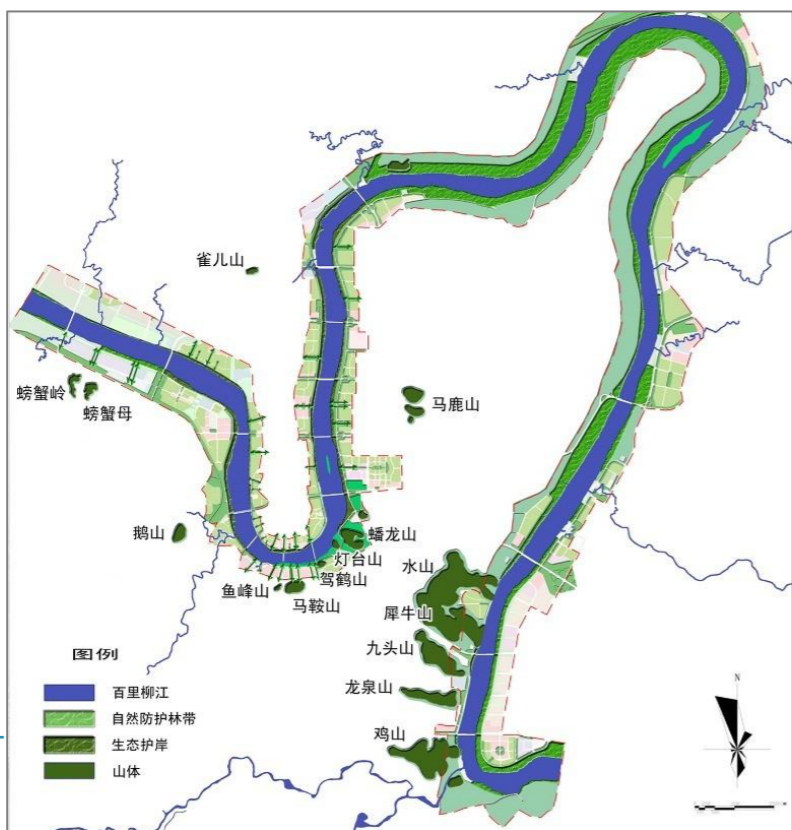 雀儿山
螃蟹岭
螃蟹母
马鹿山
鹅山
蟠龙山
灯台山
驾鹤山
鱼峰山
马鞍山
水山
犀牛山
九头山
龙泉山
鸡山
图例
百里柳江
自然防护林带
生态护岸
山体
N